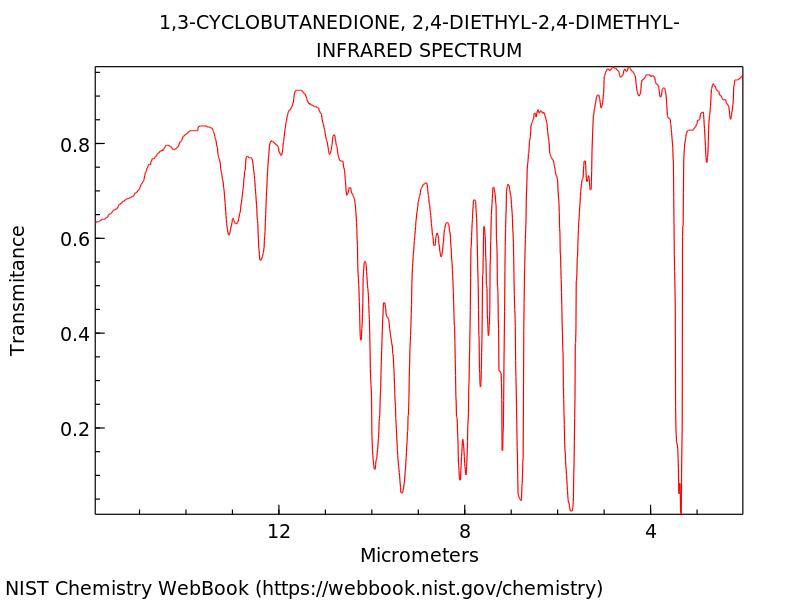 1,3-CYCLOBUTANEDIONE, 2,4-DIETHYL-2,4-DIMETHYL-
INFRARED SPECTRUM
0.8
0.6
0.4
0.2
Transmitance
12 8 4
Micrometers
NIST Chemistry WebBook (https://webbook.nist.gov/chemistry)